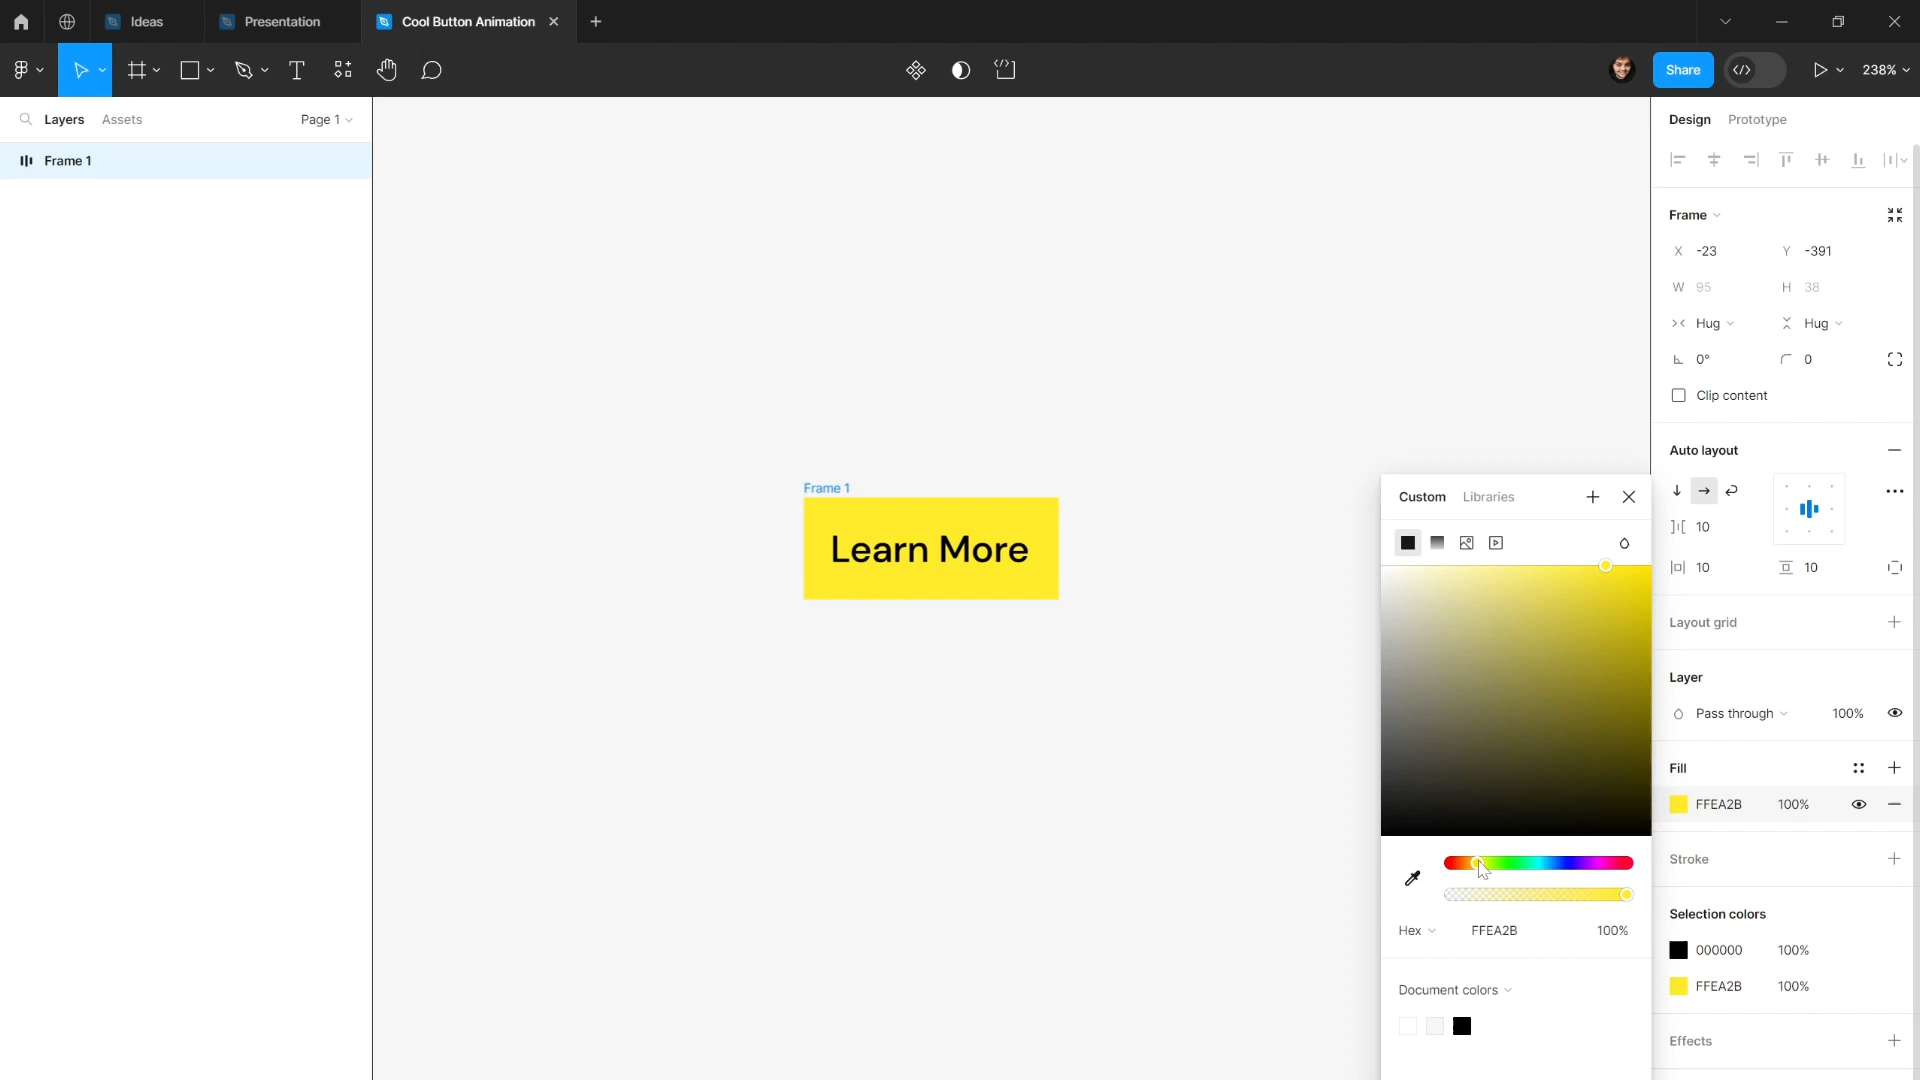 Ideas
Presentation
Cool Button Animation
Share
238%
Layers
Assets
Page 1
Frame 1
Frame 1
Learn More
Custom
Libraries
Hex
FFEA2B
100%
Document colors
Design
Prototype
Frame
X -23
Y -391
W 95
H 38
Hug
Hug
0°
0
Clip content
Auto layout
10
10
10
Layout grid
Layer
Pass through
100%
Fill
FFEA2B 100%
Stroke
Selection colors
000000 100%
FFEA2B 100%
Effects